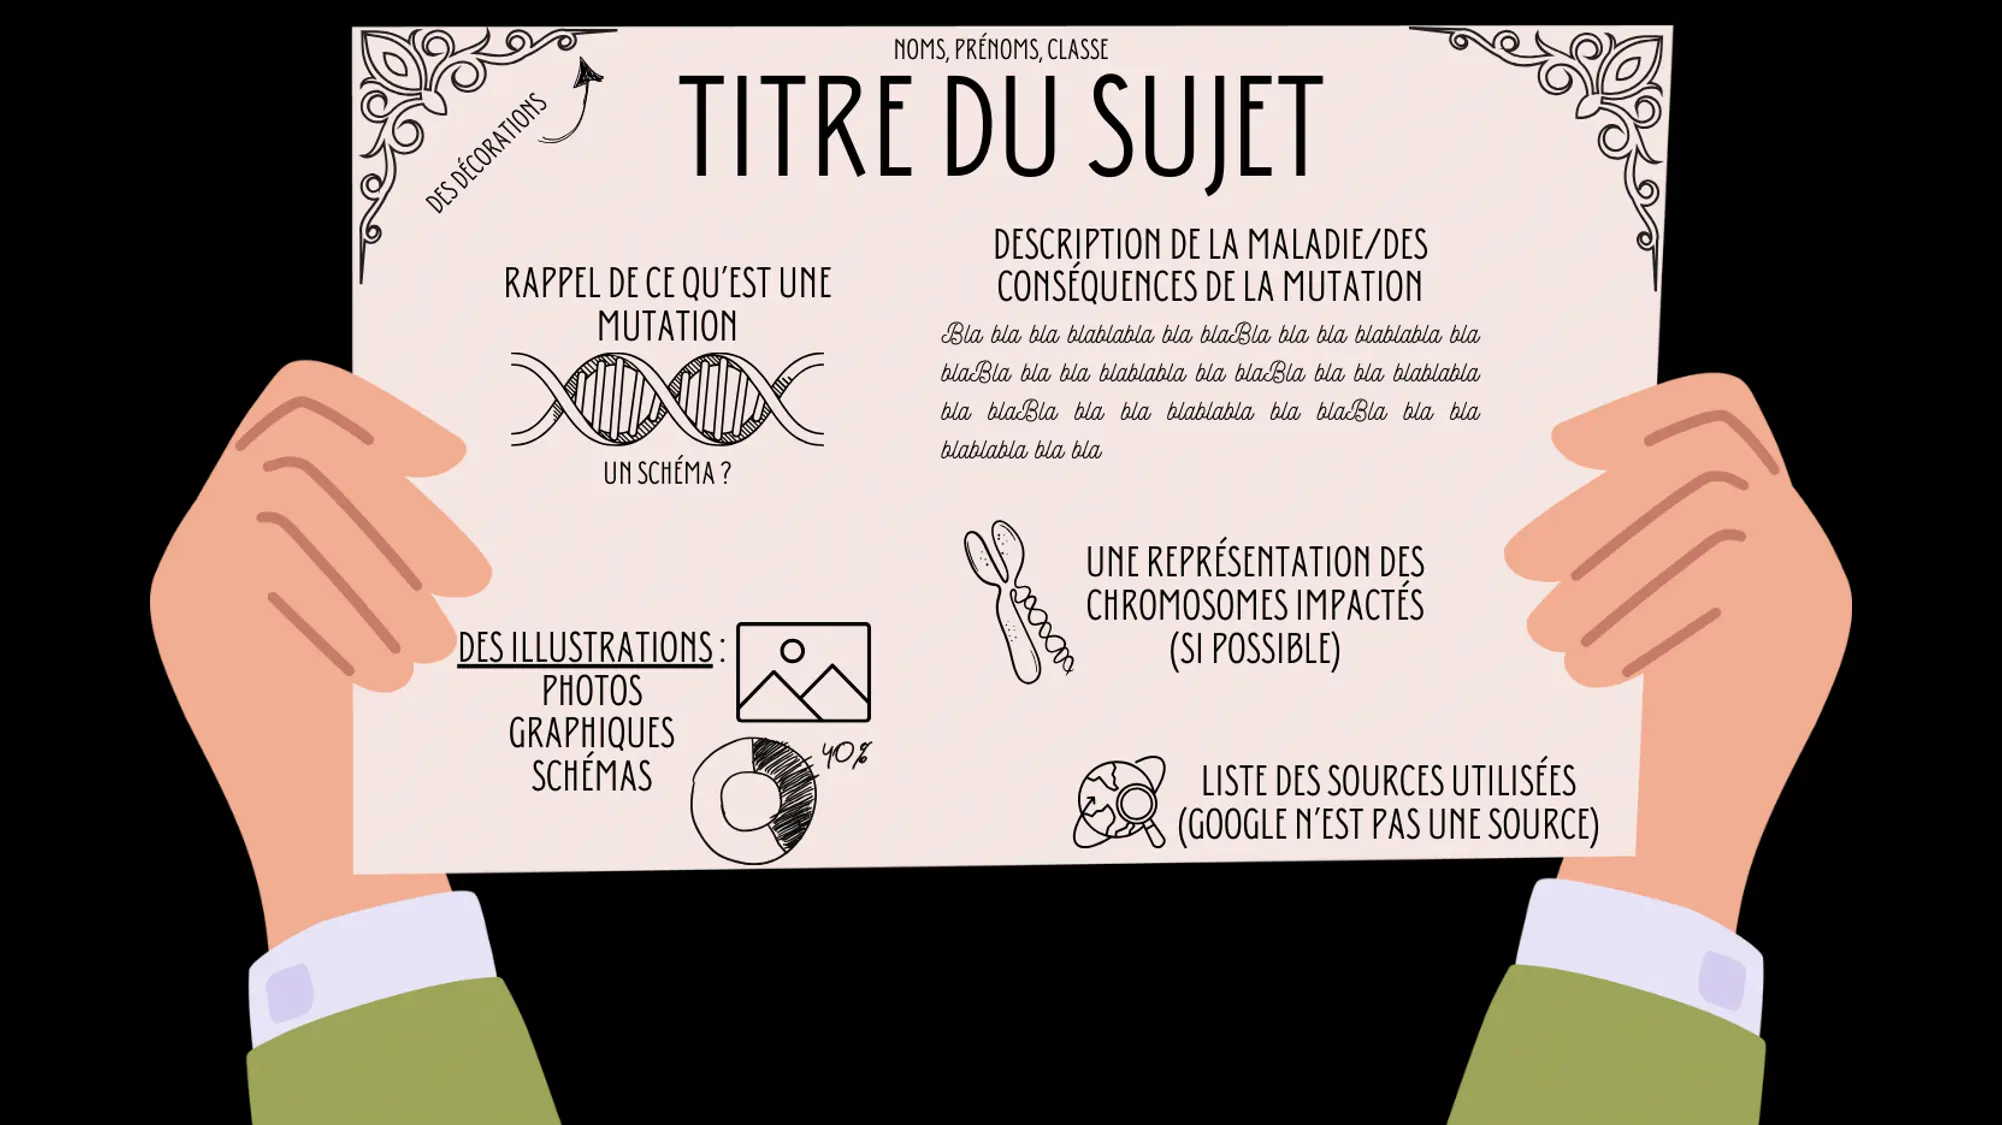 NOMS, PRÉNOMS, CLASSE
TITRE DU SUJET
DES DÉCORATIONS
RAPPEL DE CE QU'EST UNE
MUTATION
UN SCHÉMA ?
DESCRIPTION DE LA MALADIE/DES
CONSÉQUENCES DE LA MUTATION
Bla bla bla blablabla bla blaBla bla bla blablabla bla
blaBla bla bla blablabla bla blaBla bla bla blablabla
bla blaBla bla bla blablabla bla blaBla bla bla
blablabla bla bla
UNE REPRÉSENTATION DES
CHROMOSOMES IMPACTÉS
(SI POSSIBLE)
DES ILLUSTRATIONS :
PHOTOS
GRAPHIQUES
SCHÉMAS
40%
LISTE DES SOURCES UTILISÉES
(GOOGLE N'EST PAS UNE SOURCE)